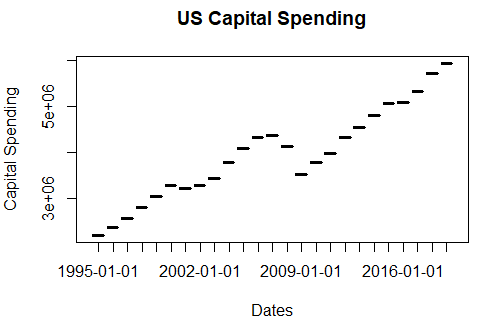 US Capital Spending
Capital Spending
5e+06
3e+06
1995-01-01 2002-01-01 2009-01-01 2016-01-01
Dates